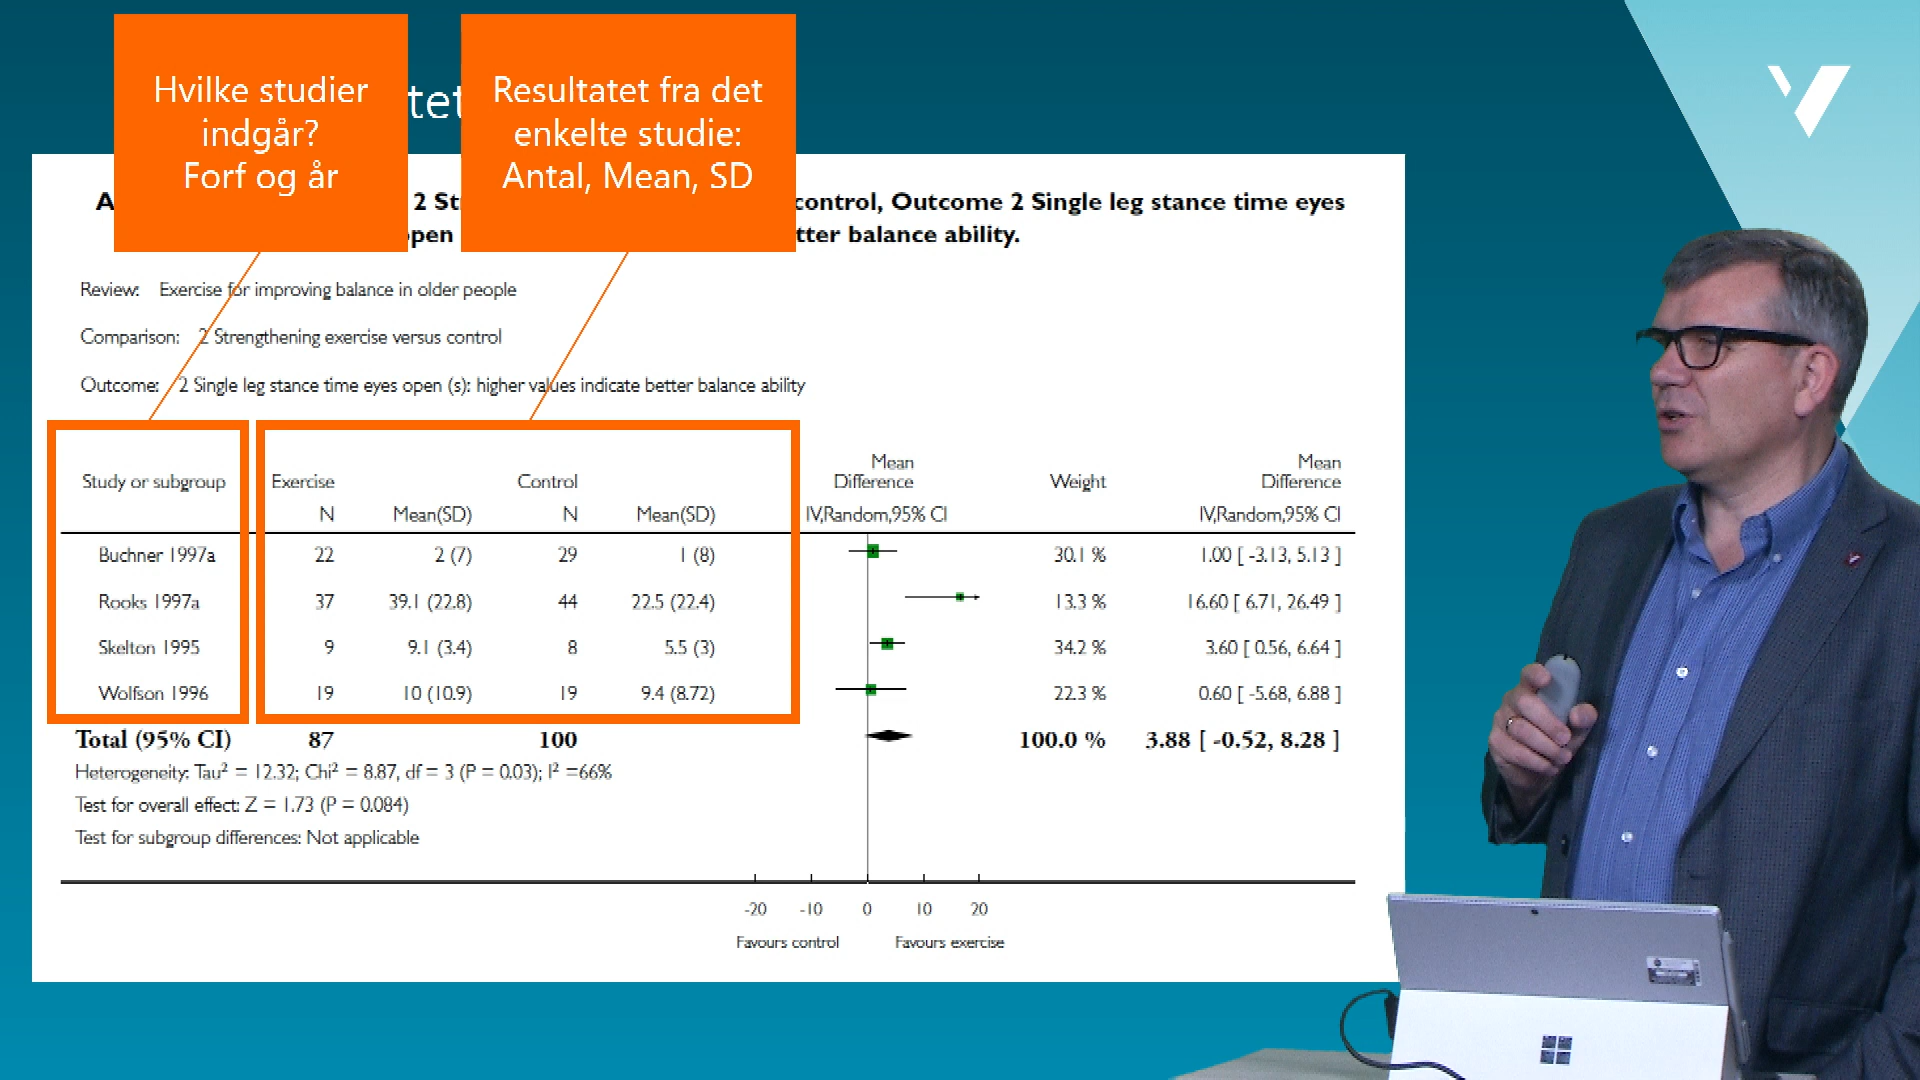 Hvilke studier
indgår?
Forf og år
Resultatet fra det
enkelte studie:
Antal, Mean, SD
2
control, Outcome 2 Single leg stance time eyes
balance ability.
Review: Exercise for improving balance in older people
Comparison: 2 Strengthening exercise versus control
Outcome: 2 Single leg stance time eyes open (s): higher values indicate better balance ability
Study or subgroup Exercise Control Mean Difference Weight Mean Difference
N Mean(SD) N Mean(SD) IV,Random,95% CI IV,Random,95% CI
Buchner 1997a 22 2 (7) 29 1 (8) 30.1 % 1.00 [ -3.13, 5.13 ]
Rooks 1997a 37 39.1 (22.8) 44 22.5 (22.4) 13.3 % 16.60 [ 6.71, 26.49 ]
Skelton 1995 9 9.1 (3.4) 8 5.5 (3) 34.2 % 3.60 [ 0.56, 6.64 ]
Wolfson 1996 19 10 (10.9) 19 9.4 (8.72) 22.3 % 0.60 [ -5.68, 6.88 ]
Total (95% CI) 87 100 100.0 % 3.88 [ -0.52, 8.28 ]
Heterogeneity: Tau² = 12.32; Chi² = 8.87, df = 3 (P = 0.03); I² =66%
Test for overall effect: Z = 1.73 (P = 0.084)
Test for subgroup differences: Not applicable
-20 -10 0 10 20
Favours control Favours exercise